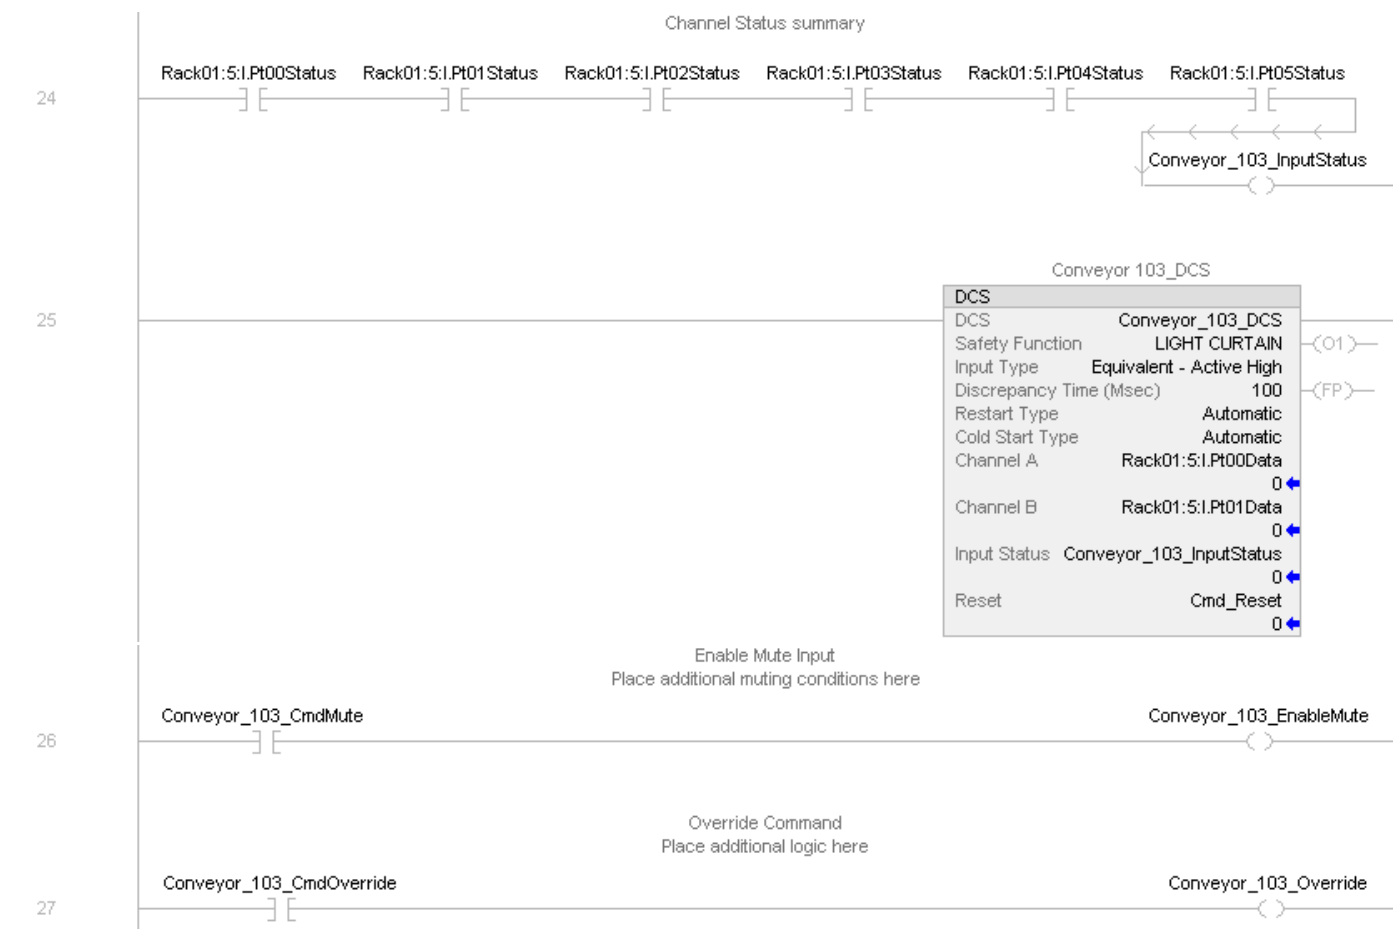 Channel Status summary
Rack01:5:I.Pt00Status Rack01:5:I.Pt01Status Rack01:5:I.Pt02Status Rack01:5:I.Pt03Status Rack01:5:I.Pt04Status Rack01:5:I.Pt05Status
24
Conveyor_103_InputStatus
Conveyor 103_DCS
DCS
25
DCS Conveyor_103_DCS
Safety Function LIGHT CURTAIN (O1)
Input Type Equivalent - Active High
Discrepancy Time (Msec) 100 (FP)
Restart Type Automatic
Cold Start Type Automatic
Channel A Rack01:5:I.Pt00Data
0
Channel B Rack01:5:I.Pt01Data
0
Input Status Conveyor_103_InputStatus
0
Reset Cmd_Reset
0
Enable Mute Input
Place additional muting conditions here
Conveyor_103_CmdMute Conveyor_103_EnableMute
26
Override Command
Place additional logic here
Conveyor_103_CmdOverride Conveyor_103_Override
27